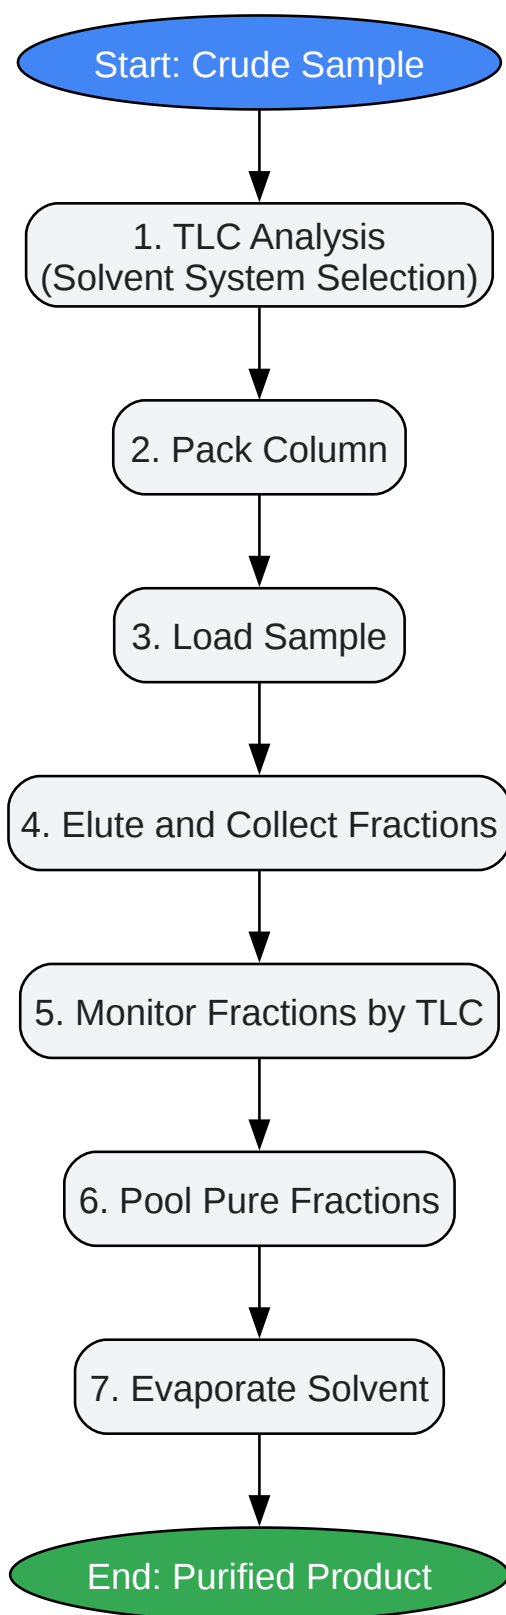 Start: Crude Sample
1. TLC Analysis
(Solvent System Selection)
2. Pack Column
3. Load Sample
4. Elute and Collect Fractions
5. Monitor Fractions by TLC
6. Pool Pure Fractions
7. Evaporate Solvent
End: Purified Product